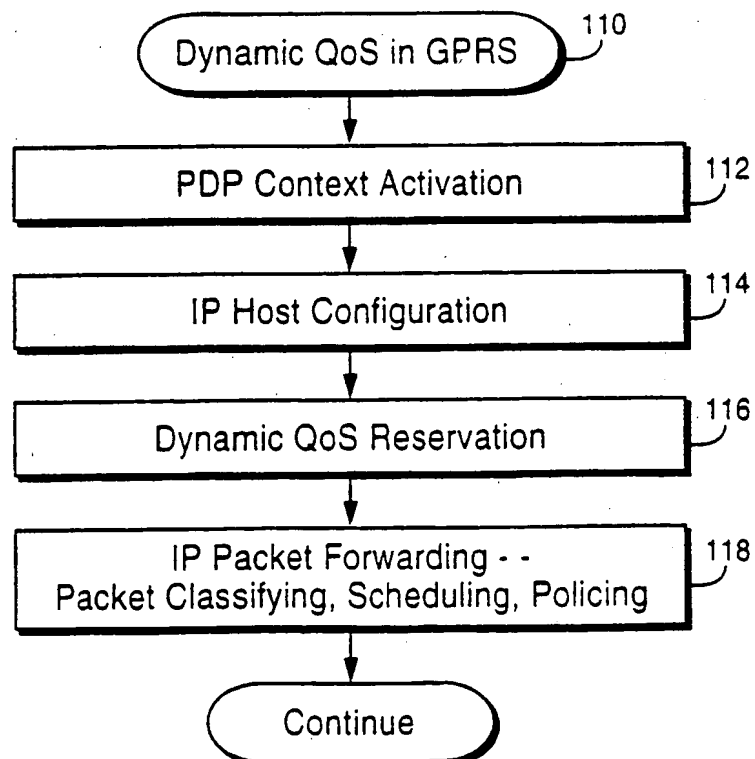 Dynamic QoS in GPRS
110
PDP Context Activation
112
IP Host Configuration
114
Dynamic QoS Reservation
116
IP Packet Forwarding - -
Packet Classifying, Scheduling, Policing
118
Continue